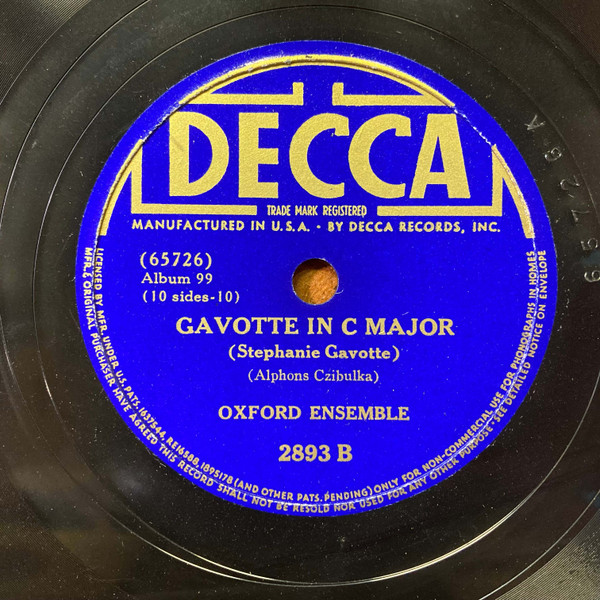 DECCA
TRADE MARK REGISTERED
MANUFACTURED IN U.S.A. · BY DECCA RECORDS, INC.
(65726)
Album 99
(10 sides-10)
GAVOTTE IN C MAJOR
(Stephanie Gavotte)
(Alphons Czibulka)
OXFORD ENSEMBLE
2893 B
LICENSED BY MFR. UNDER U.S. PATS. 1637544, RE16588, 1895178 (AND OTHER PATS. PENDING) ONLY FOR NON-COMMERCIAL USE FOR PHONOGRAPHS IN HOMES
MFR. & ORIGINAL PURCHASER HAVE AGREED THIS RECORD SHALL NOT BE RESOLD NOR USED FOR ANY OTHER PURPOSE · SEE DETAILED NOTICE ON ENVELOPE